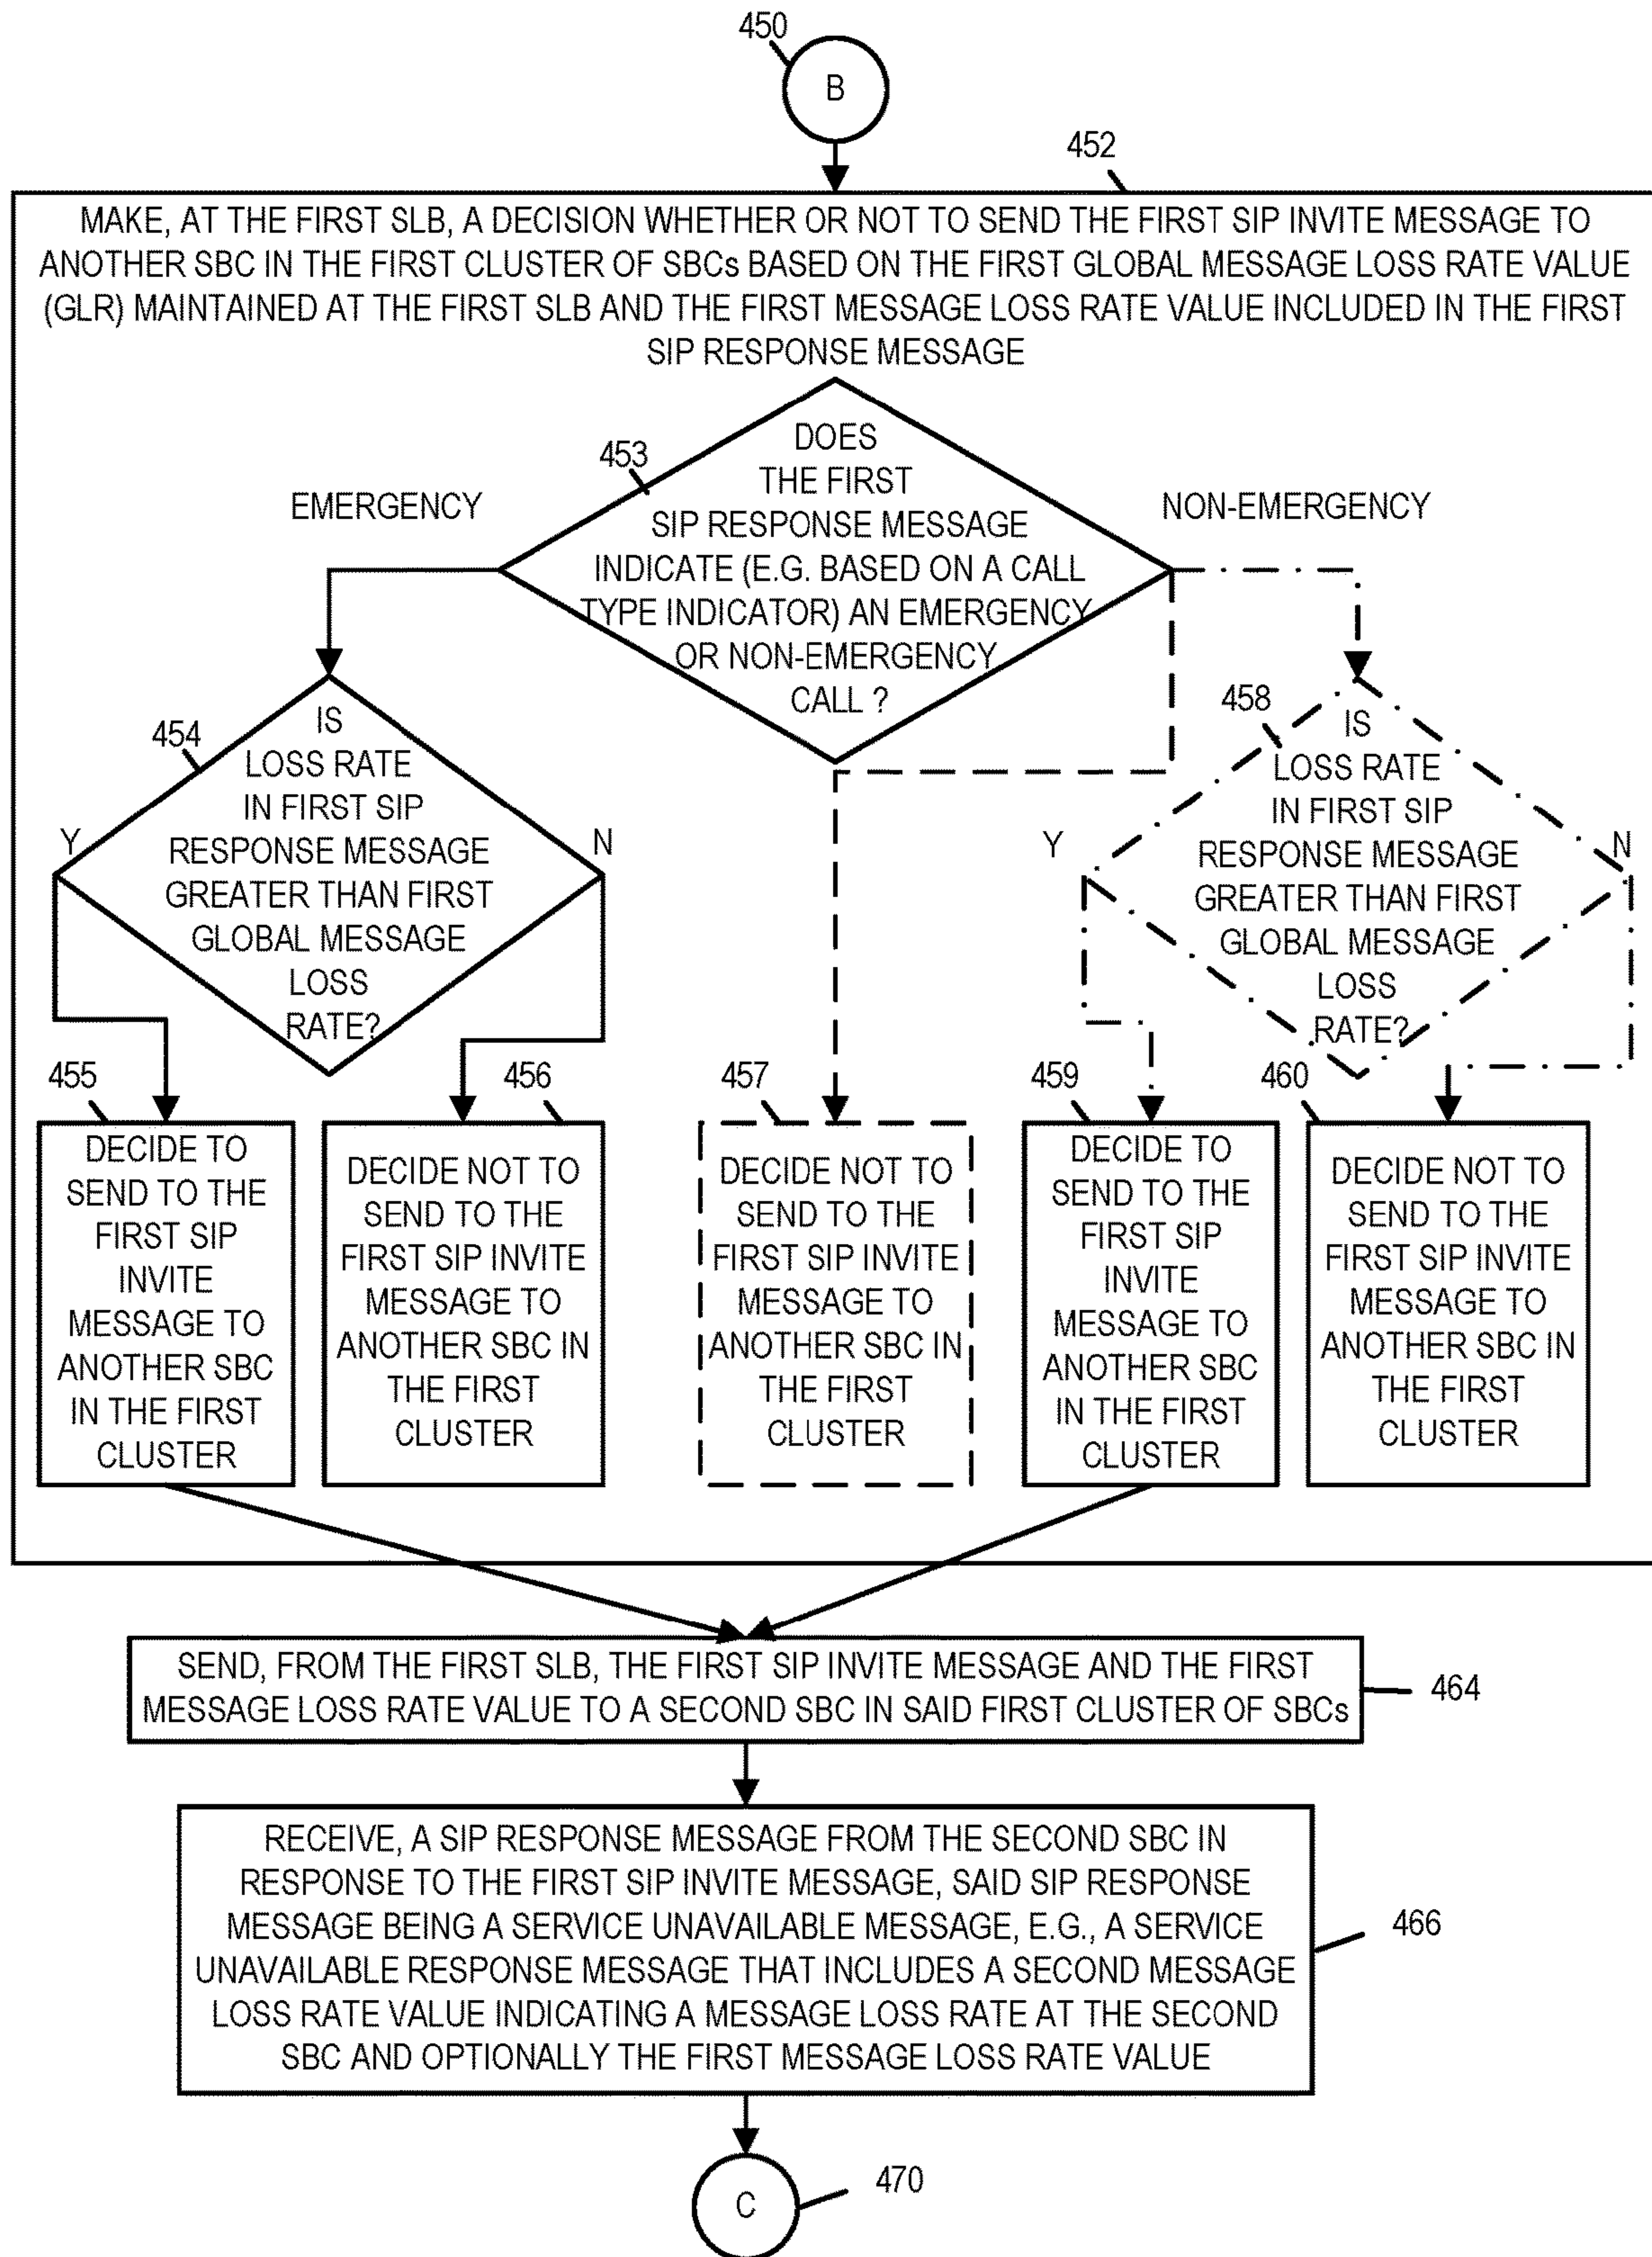 450
B
452
MAKE, AT THE FIRST SLB, A DECISION WHETHER OR NOT TO SEND THE FIRST SIP INVITE MESSAGE TO
ANOTHER SBC IN THE FIRST CLUSTER OF SBCs BASED ON THE FIRST GLOBAL MESSAGE LOSS RATE VALUE
(GLR) MAINTAINED AT THE FIRST SLB AND THE FIRST MESSAGE LOSS RATE VALUE INCLUDED IN THE FIRST
SIP RESPONSE MESSAGE
453
DOES
THE FIRST
SIP RESPONSE MESSAGE
INDICATE (E.G. BASED ON A CALL
TYPE INDICATOR) AN EMERGENCY
OR NON-EMERGENCY
CALL ?
EMERGENCY
NON-EMERGENCY
454
IS
LOSS RATE
IN FIRST SIP
RESPONSE MESSAGE
GREATER THAN FIRST
GLOBAL MESSAGE
LOSS
RATE?
Y
N
458
IS
LOSS RATE
IN FIRST SIP
RESPONSE MESSAGE
GREATER THAN FIRST
GLOBAL MESSAGE
LOSS
RATE?
Y
N
455
DECIDE TO
SEND TO THE
FIRST SIP
INVITE
MESSAGE TO
ANOTHER SBC
IN THE FIRST
CLUSTER
456
DECIDE NOT TO
SEND TO THE
FIRST SIP INVITE
MESSAGE TO
ANOTHER SBC IN
THE FIRST
CLUSTER
457
DECIDE NOT TO
SEND TO THE
FIRST SIP INVITE
MESSAGE TO
ANOTHER SBC IN
THE FIRST
CLUSTER
459
DECIDE TO
SEND TO THE
FIRST SIP
INVITE
MESSAGE TO
ANOTHER SBC
IN THE FIRST
CLUSTER
460
DECIDE NOT TO
SEND TO THE
FIRST SIP INVITE
MESSAGE TO
ANOTHER SBC IN
THE FIRST
CLUSTER
SEND, FROM THE FIRST SLB, THE FIRST SIP INVITE MESSAGE AND THE FIRST
MESSAGE LOSS RATE VALUE TO A SECOND SBC IN SAID FIRST CLUSTER OF SBCs
464
RECEIVE, A SIP RESPONSE MESSAGE FROM THE SECOND SBC IN
RESPONSE TO THE FIRST SIP INVITE MESSAGE, SAID SIP RESPONSE
MESSAGE BEING A SERVICE UNAVAILABLE MESSAGE, E.G., A SERVICE
UNAVAILABLE RESPONSE MESSAGE THAT INCLUDES A SECOND MESSAGE
LOSS RATE VALUE INDICATING A MESSAGE LOSS RATE AT THE SECOND
SBC AND OPTIONALLY THE FIRST MESSAGE LOSS RATE VALUE
466
C
470